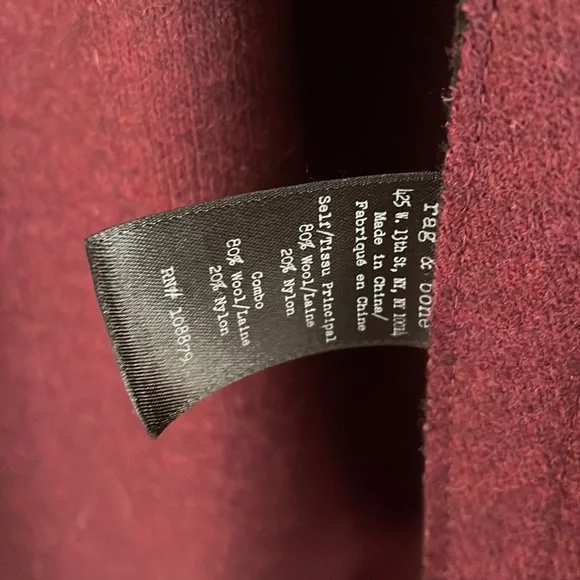 rag & bone
425 W. 13th St, NY, NY 10014
Made in China/
Fabriqué en Chine
Self/Tissu Principal
80% Wool/Laine
20% Nylon
Combo
80% Wool/Laine
20% Nylon
RN# 108879